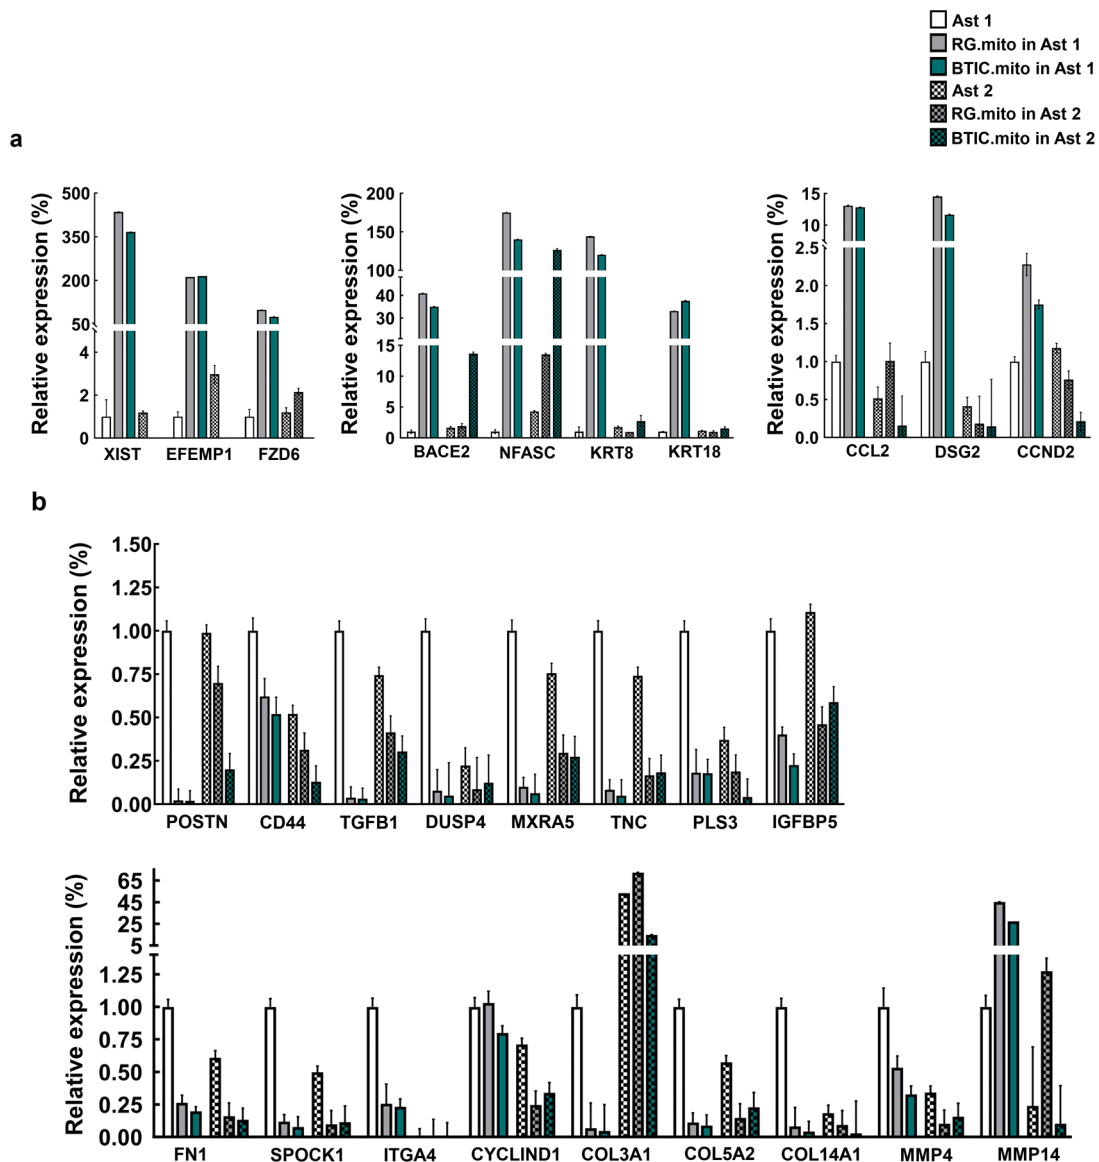 Ast 1
RG.mito in Ast 1
BTIC.mito in Ast 1
Ast 2
RG.mito in Ast 2
BTIC.mito in Ast 2
a
Relative expression (%)
500
350
200
50
4
2
0
XIST EFEMP1 FZD6
Relative expression (%)
200
150
100
40
30
15
10
5
0
BACE2 NFASC KRT8 KRT18
Relative expression (%)
15
10
2.5
2.0
1.5
1.0
0.5
0.0
CCL2 DSG2 CCND2
b
Relative expression (%)
1.50
1.25
1.00
0.75
0.50
0.25
0.00
POSTN CD44 TGFB1 DUSP4 MXRA5 TNC PLS3 IGFBP5
Relative expression (%)
65
45
25
5
1.25
1.00
0.75
0.50
0.25
0.00
FN1 SPOCK1 ITGA4 CYCLIND1 COL3A1 COL5A2 COL14A1 MMP4 MMP14